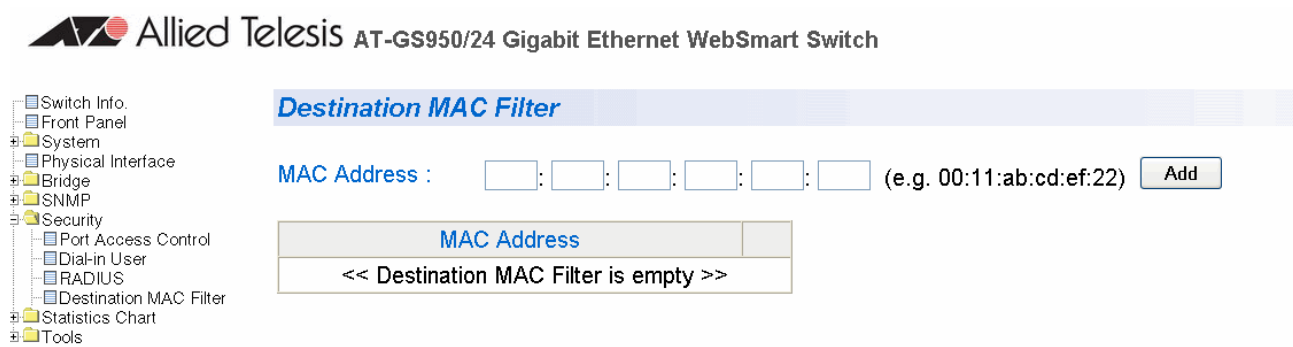 Allied Telesis AT-GS950/24 Gigabit Ethernet WebSmart Switch
Switch Info.
Front Panel
System
Physical Interface
Bridge
SNMP
Security
Port Access Control
Dial-in User
RADIUS
Destination MAC Filter
Statistics Chart
Tools
Destination MAC Filter
MAC Address : : : : : : (e.g. 00:11:ab:cd:ef:22) Add
MAC Address
<< Destination MAC Filter is empty >>